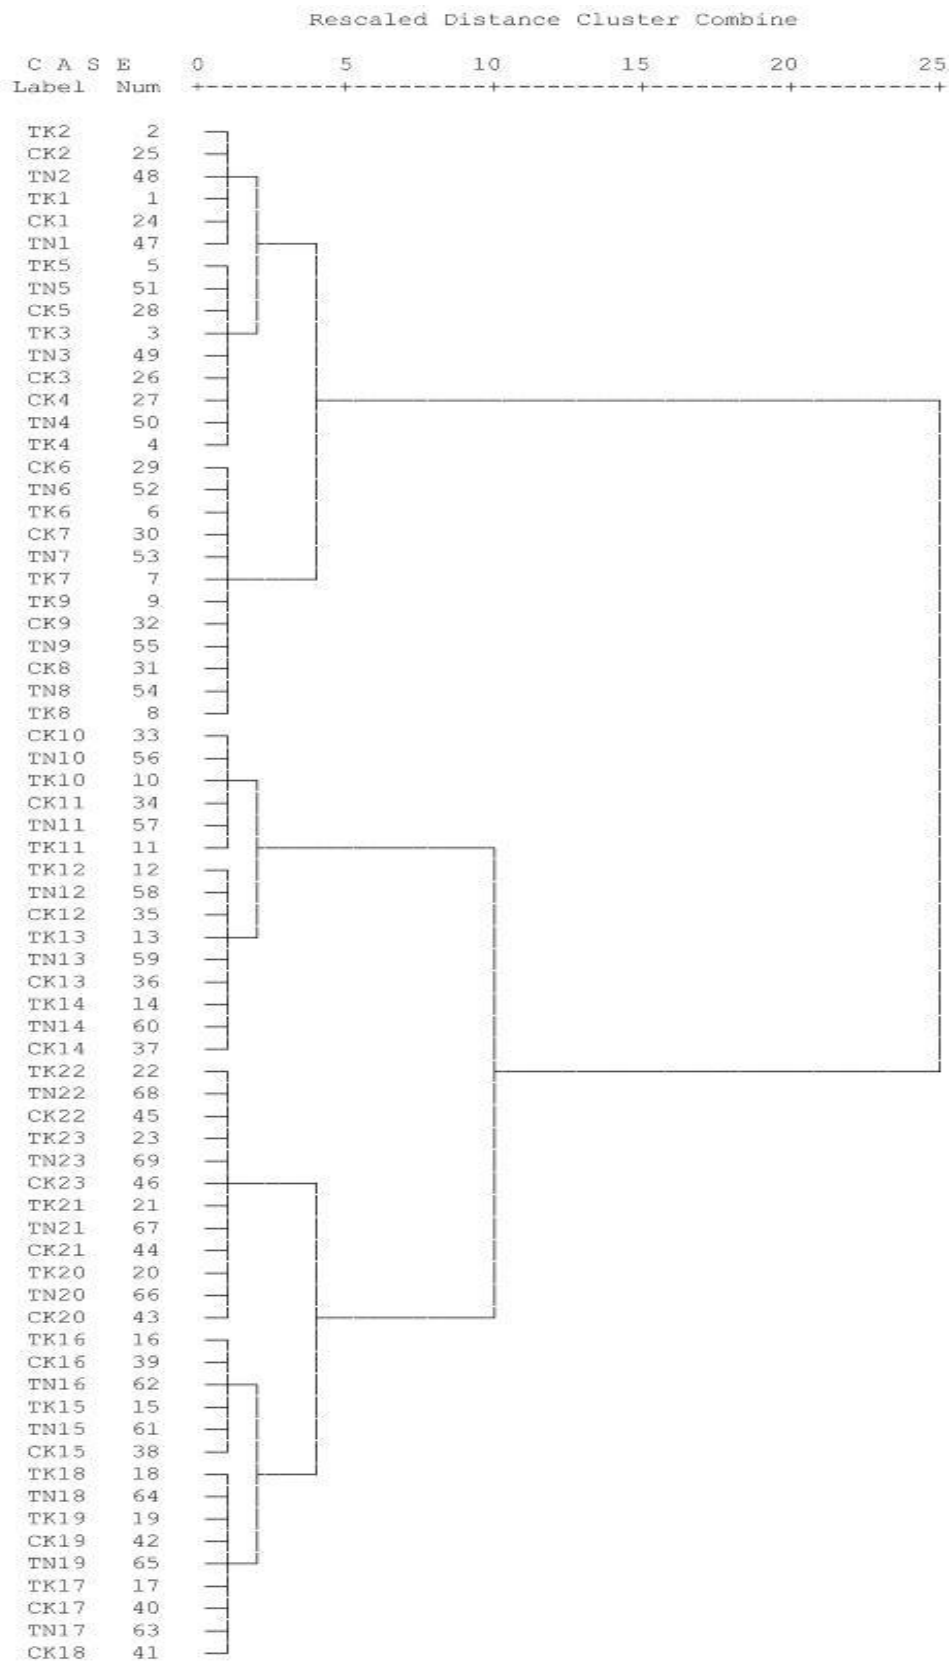 Rescaled Distance Cluster Combine
C A S E 0 5 10 15 20 25
Label Num +---------+---------+---------+---------+---------+
TK2 2
CK2 25
TN2 48
TK1 1
CK1 24
TN1 47
TK5 5
TN5 51
CK5 28
TK3 3
TN3 49
CK3 26
CK4 27
TN4 50
TK4 4
CK6 29
TN6 52
TK6 6
CK7 30
TN7 53
TK7 7
TK9 9
CK9 32
TN9 55
CK8 31
TN8 54
TK8 8
CK10 33
TN10 56
TK10 10
CK11 34
TN11 57
TK11 11
TK12 12
TN12 58
CK12 35
TK13 13
TN13 59
CK13 36
TK14 14
TN14 60
CK14 37
TK22 22
TN22 68
CK22 45
TK23 23
TN23 69
CK23 46
TK21 21
TN21 67
CK21 44
TK20 20
TN20 66
CK20 43
TK16 16
CK16 39
TN16 62
TK15 15
TN15 61
CK15 38
TK18 18
TN18 64
TK19 19
CK19 42
TN19 65
TK17 17
CK17 40
TN17 63
CK18 41